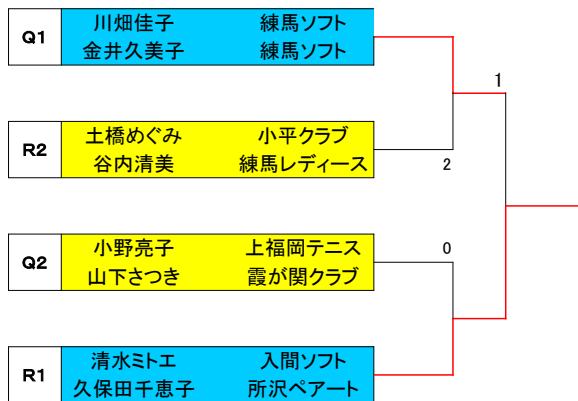 Q1
川畑佳子 練馬ソフト
金井久美子 練馬ソフト
1
R2
土橋めぐみ 小平クラブ
谷内清美 練馬レディース
2
Q2
小野亮子 上福岡テニス
山下さつき 霞が関クラブ
0
R1
清水ミトエ 入間ソフト
久保田千恵子 所沢ペアート